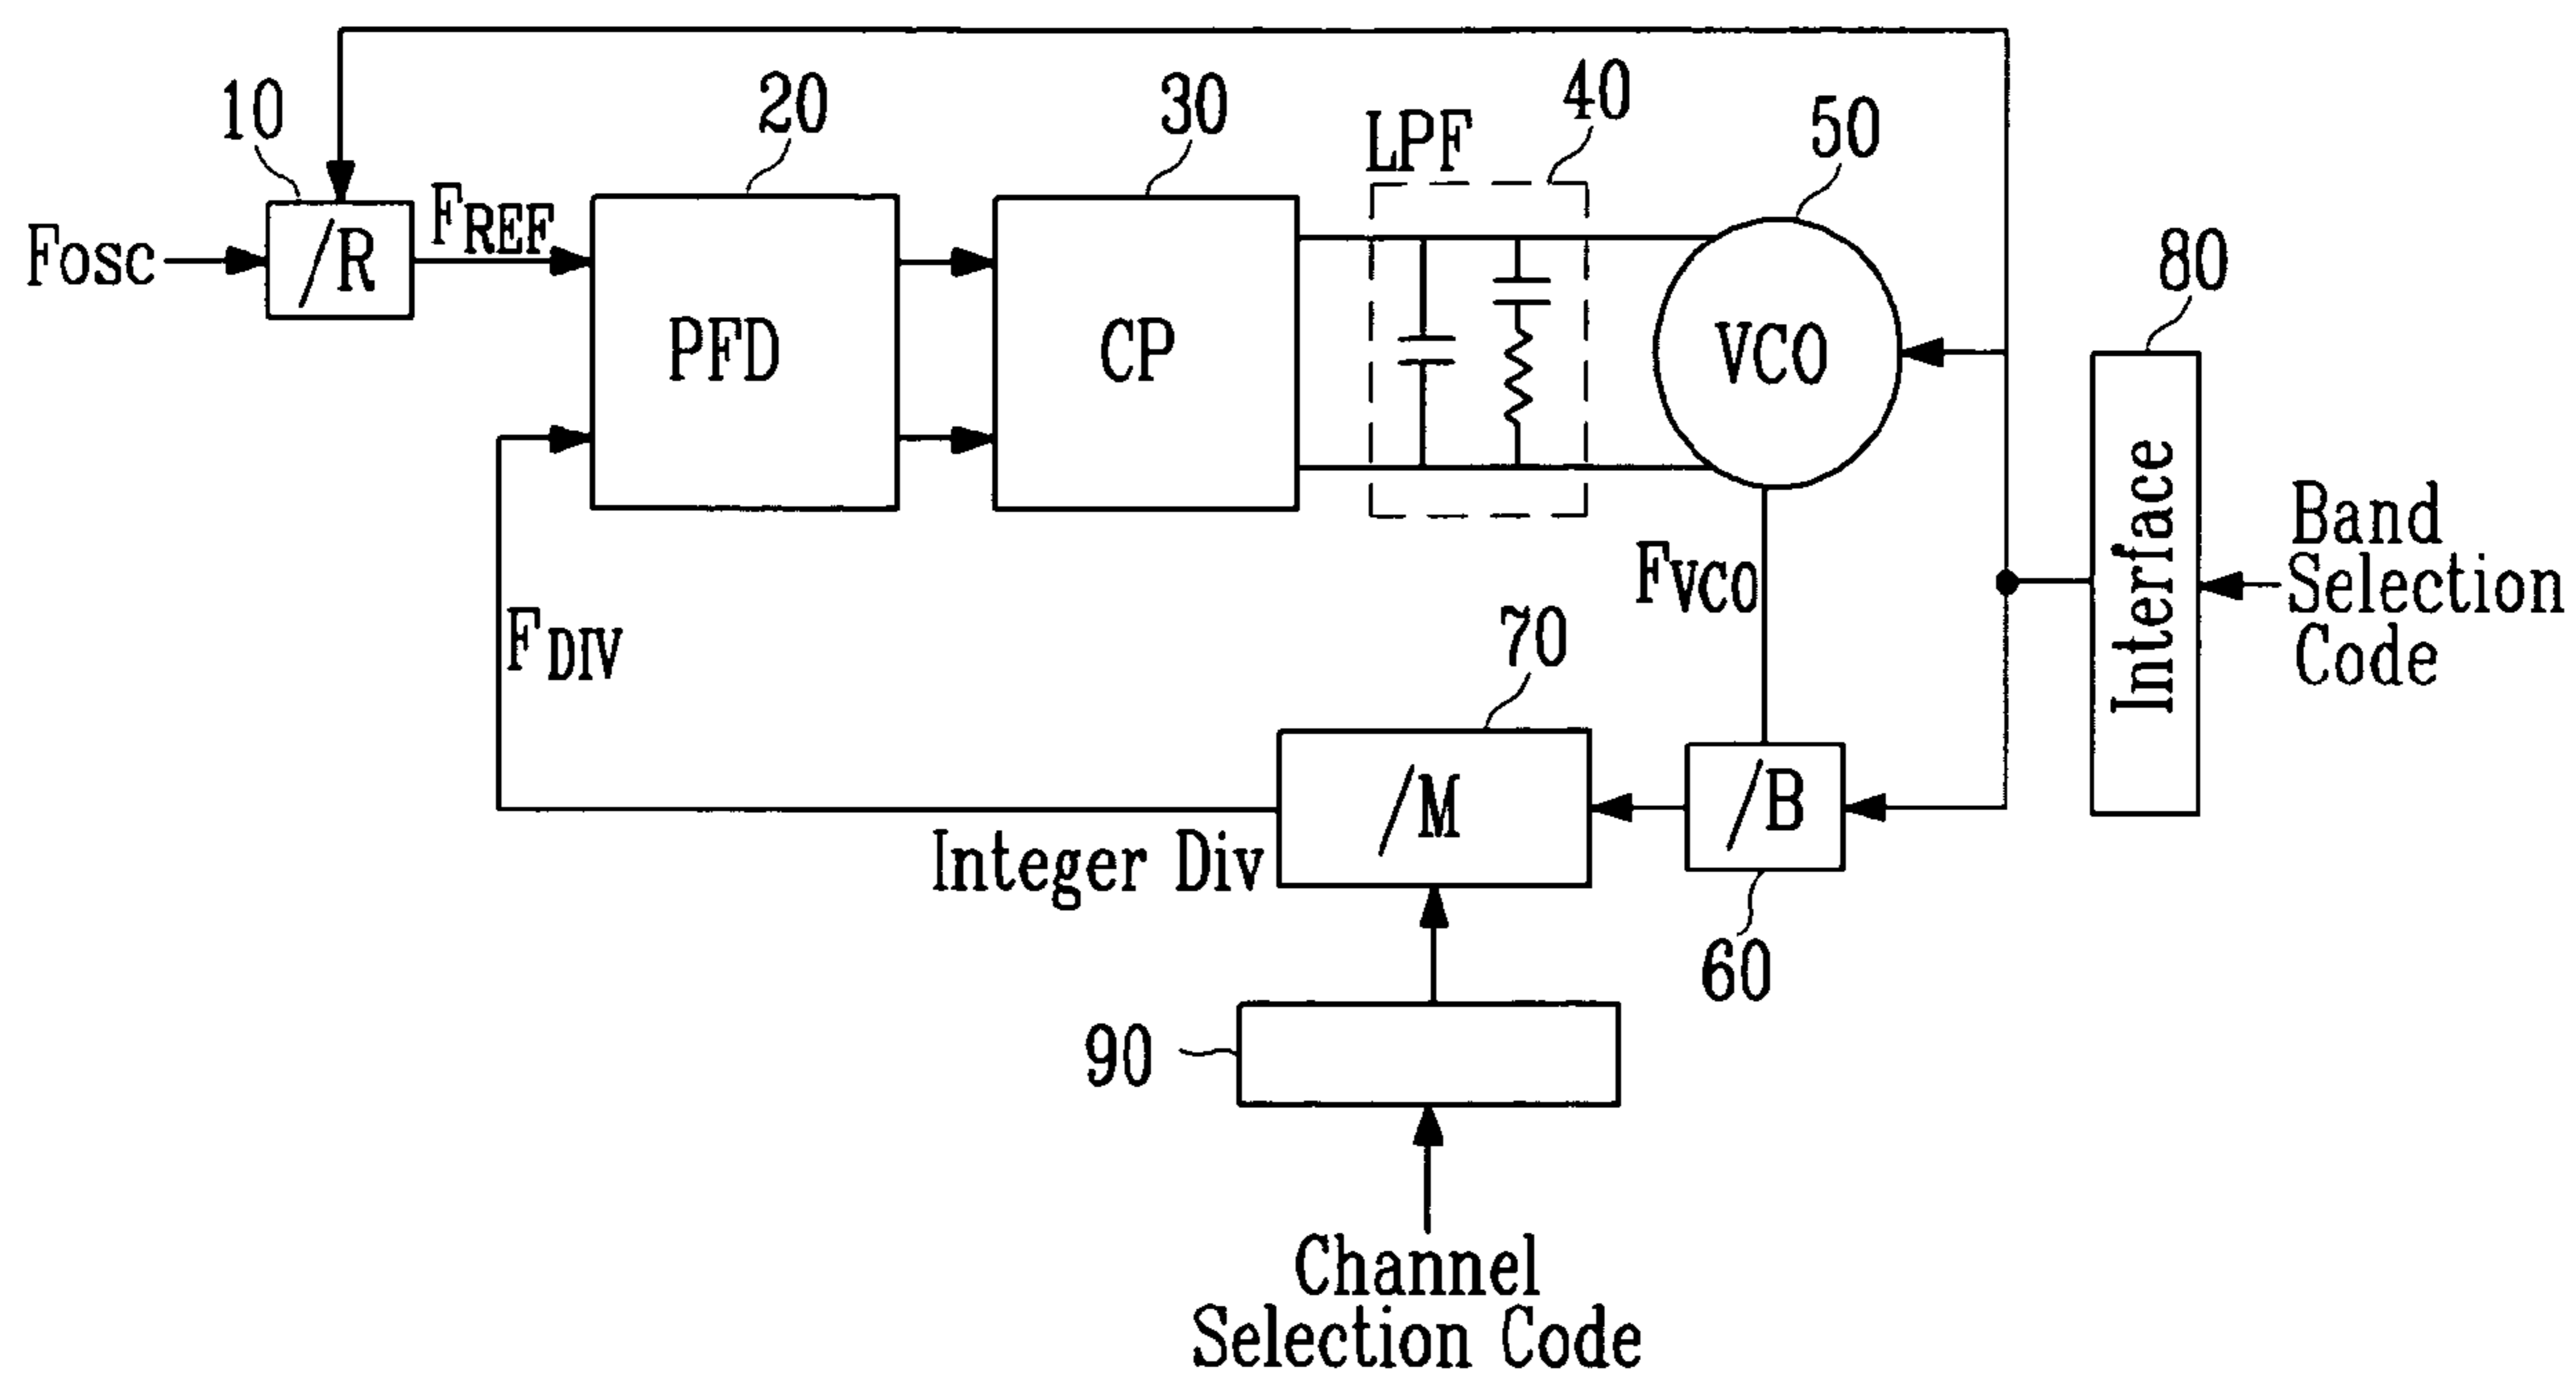 10
20
30
LPF
40
50
80
Fosc
/R
FREF
PFD
CP
VCO
Interface
Band
Selection
Code
FVCO
FDIV
70
/M
/B
Integer Div
60
90
Channel
Selection Code